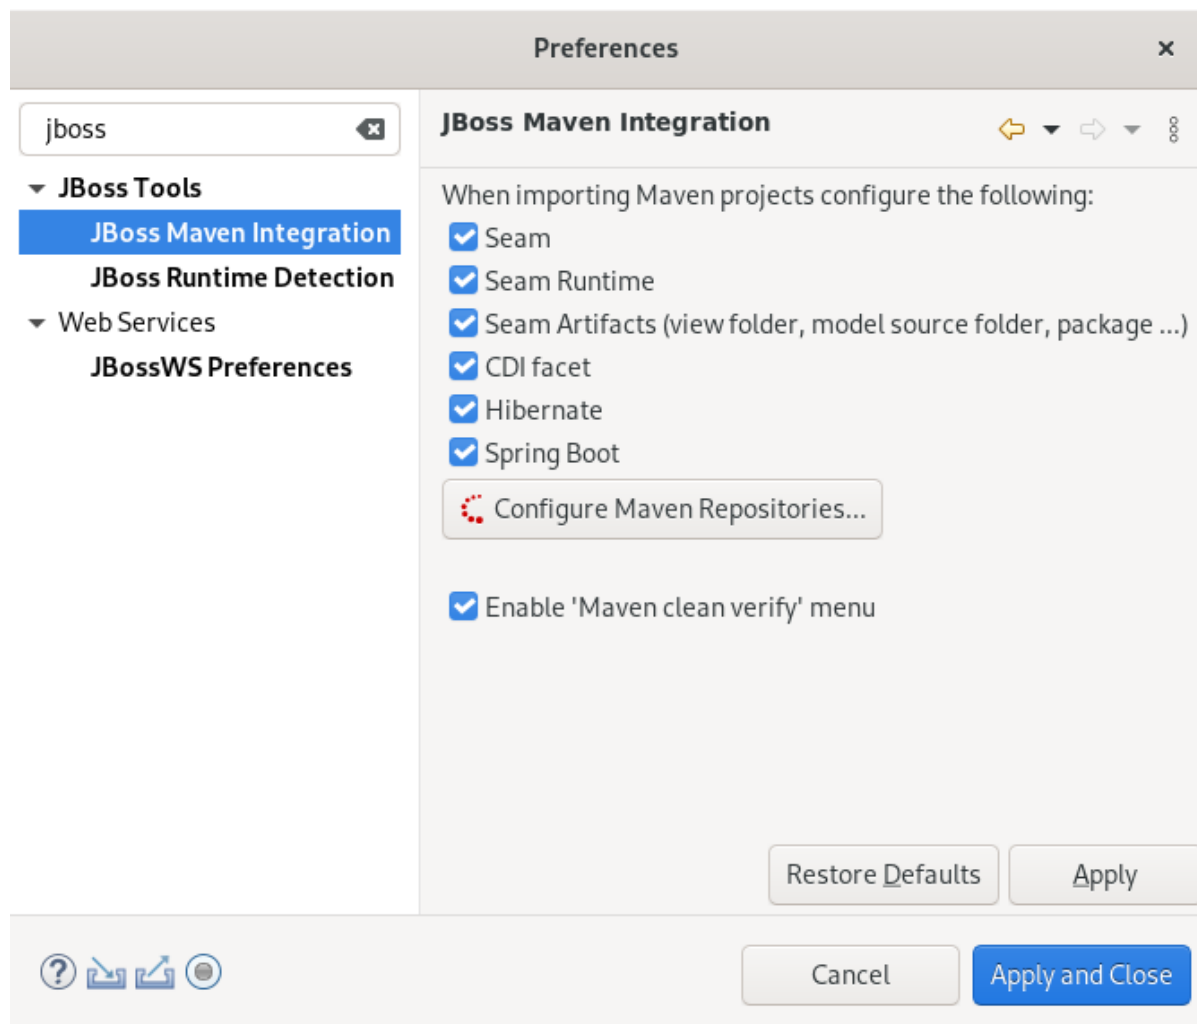 Preferences
jboss
JBoss Tools
JBoss Maven Integration
JBoss Runtime Detection
Web Services
JBossWS Preferences
JBoss Maven Integration
When importing Maven projects configure the following:
Seam
Seam Runtime
Seam Artifacts (view folder, model source folder, package ...)
CDI facet
Hibernate
Spring Boot
Configure Maven Repositories...
Enable 'Maven clean verify' menu
Restore Defaults
Apply
Cancel
Apply and Close